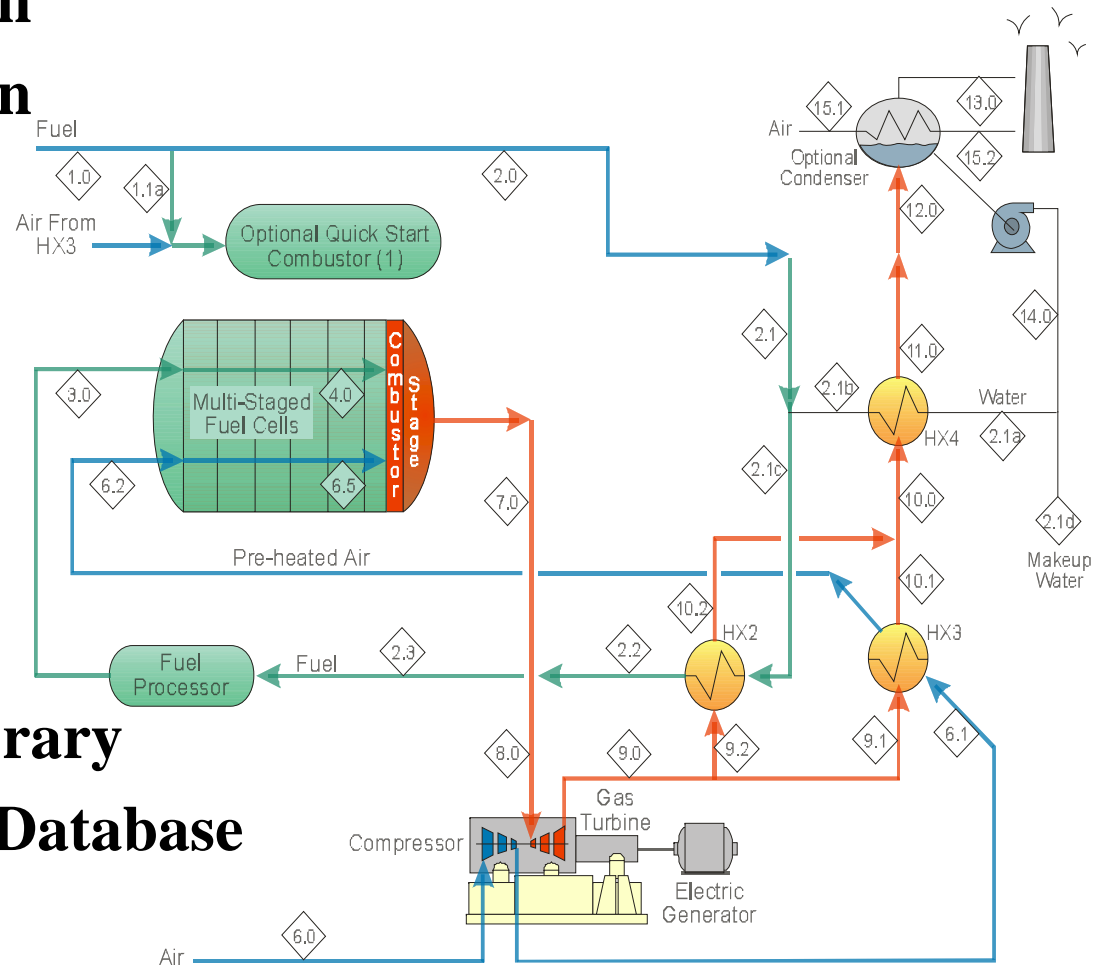 n
n
Fuel
1.0
1.1a
2.0
Air From
HX3
Optional Quick Start
Combustor (1)
15.1
13.0
Air
15.2
Optional
Condenser
12.0
14.0
2.1
11.0
3.0
4.0
Multi-Staged
Fuel Cells
Combustor
Stage
2.1b
Water
HX4
2.1a
6.2
6.5
7.0
2.1c
10.0
2.1d
Makeup
Water
Pre-heated Air
10.1
10.2
HX2
HX3
Fuel
Processor
Fuel
2.3
2.2
rary
8.0
9.0
9.2
9.1
6.1
Database
Gas
Turbine
Compressor
Electric
Generator
6.0
Air